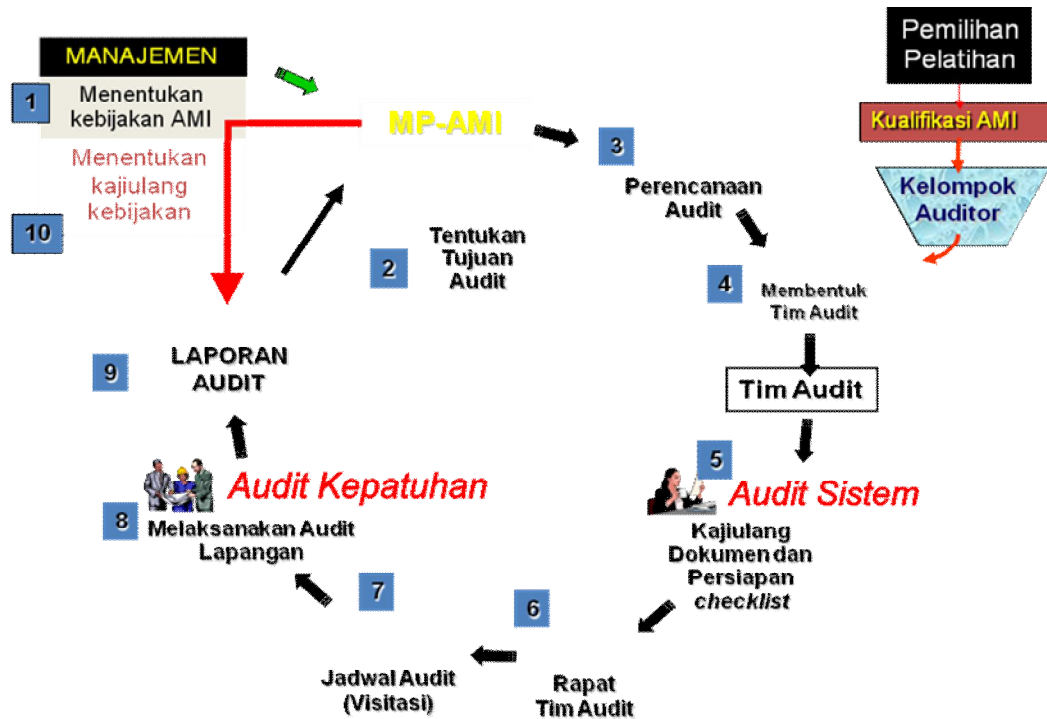 MANAJEMEN
1
Menentukan
kebijakan AMI
Menentukan
kajiulang
kebijakan
10
MP-AMI
Pemilihan
Pelatihan
Kualifikasi AMI
Kelompok
Auditor
2
Tentukan
Tujuan
Audit
3
Perencanaan
Audit
4
Membentuk
Tim Audit
Tim Audit
5
Audit Sistem
Kajiulang
Dokumen dan
Persiapan
checklist
6
Rapat
Tim Audit
7
Jadwal Audit
(Visitasi)
8
Audit Kepatuhan
Melaksanakan Audit
Lapangan
9
LAPORAN
AUDIT